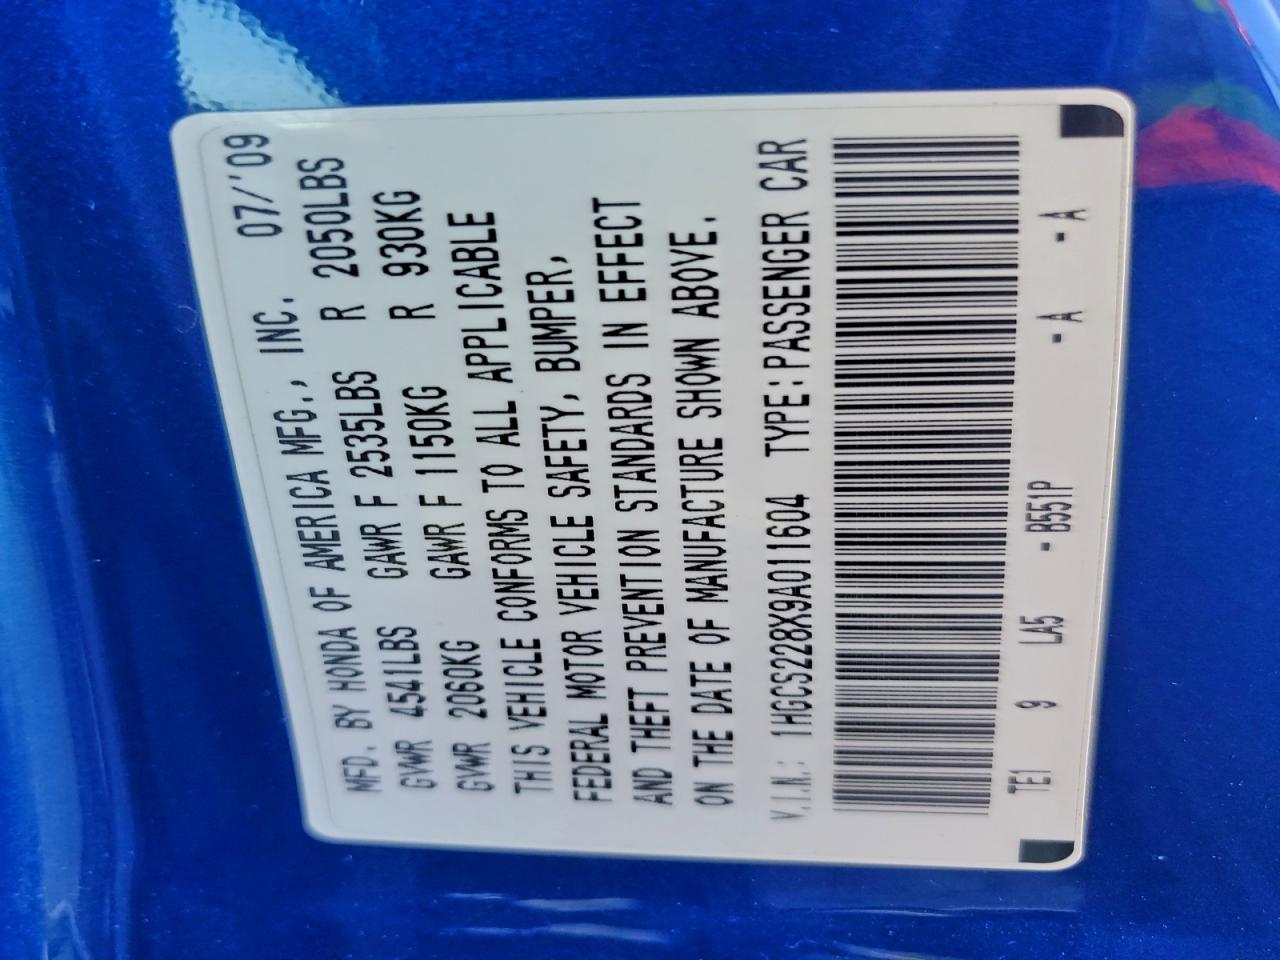 MFD. BY HONDA OF AMERICA MFG., INC. 07/'09
GVWR 4541LBS GAWR F 2535LBS R 2050LBS
GVWR 2060KG GAWR F 1150KG R 930KG
THIS VEHICLE CONFORMS TO ALL APPLICABLE
FEDERAL MOTOR VEHICLE SAFETY, BUMPER,
AND THEFT PREVENTION STANDARDS IN EFFECT
ON THE DATE OF MANUFACTURE SHOWN ABOVE.
V.I.N.: 1HGCS228X9A011604 TYPE:PASSENGER CAR
TE1 9 LA5 -B551P -A -A